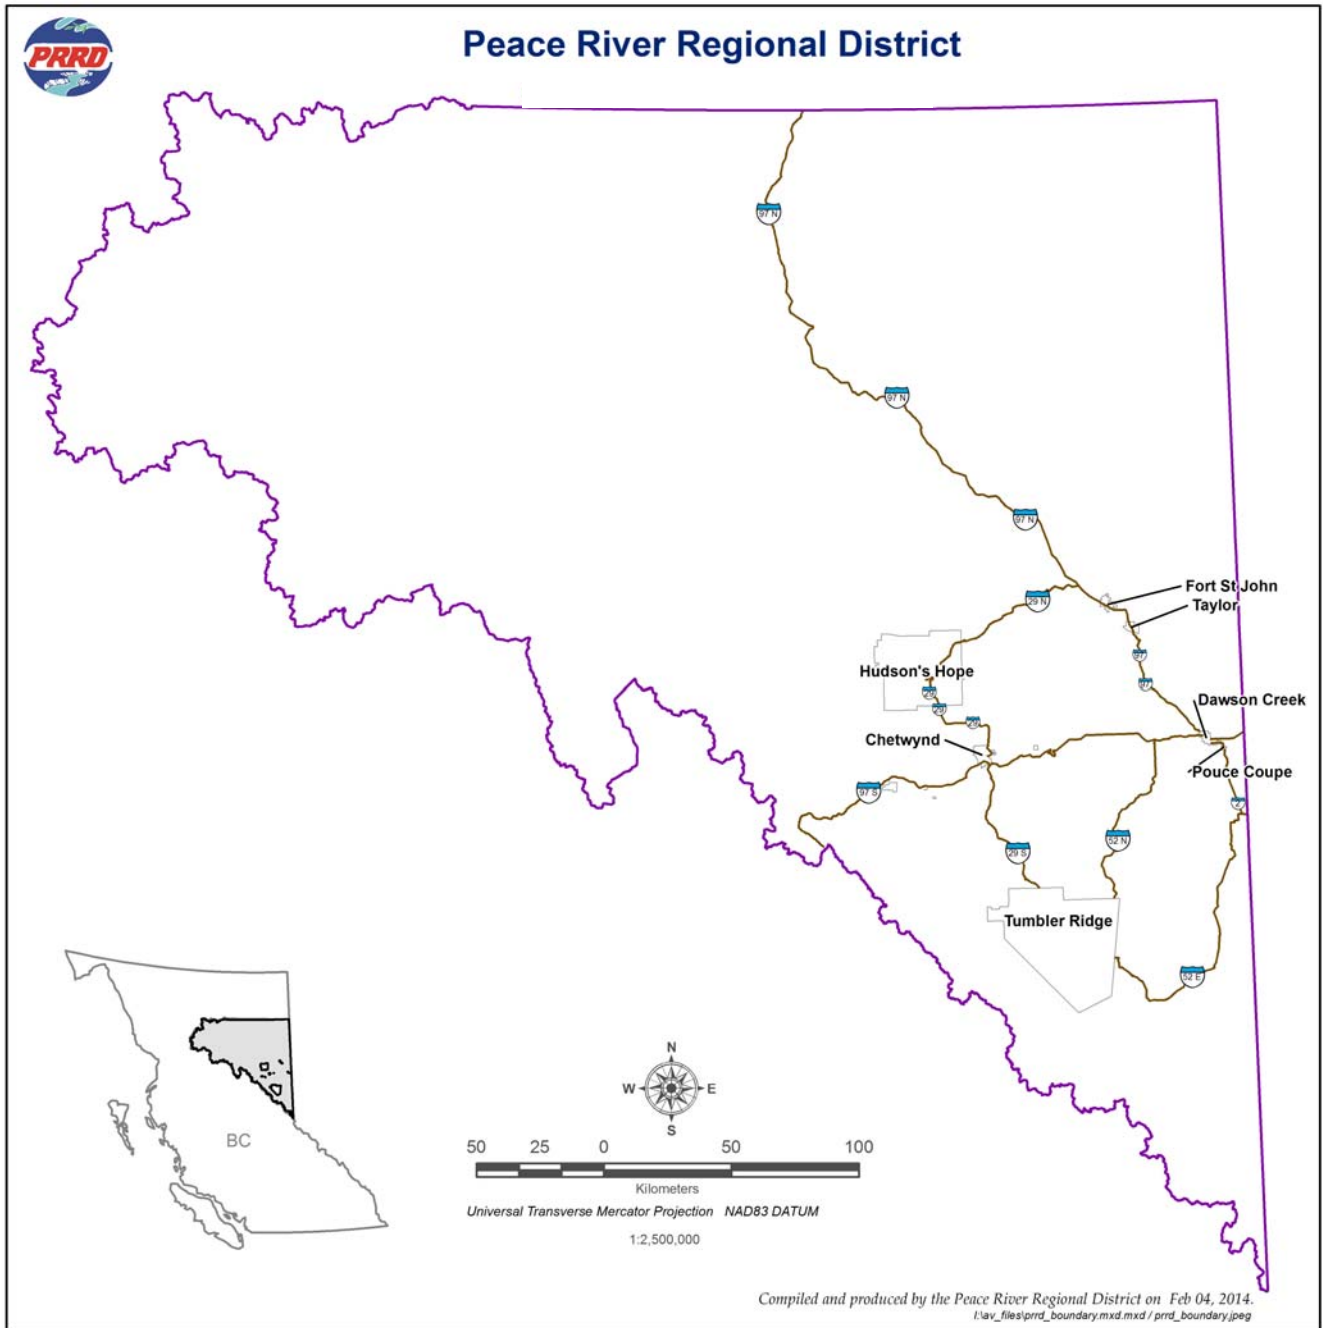 PRRD
Peace River Regional District
97 N
97 N
97 N
Fort St John
29 N
Taylor
97
Hudson's Hope
97
29
Dawson Creek
29
29
Chetwynd
Pouce Coupe
97 S
2
52 N
29 S
Tumbler Ridge
52 E
N
W E
S
BC
50 25 0 50 100
Kilometers
Universal Transverse Mercator Projection NAD83 DATUM
1:2,500,000
Compiled and produced by the Peace River Regional District on Feb 04, 2014.
I:\av_files\prrd_boundary.mxd.mxd / prrd_boundary.jpeg